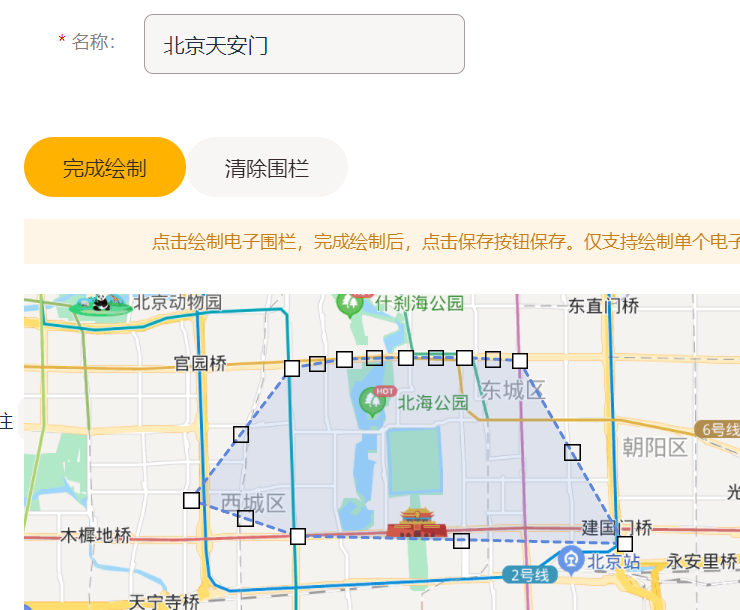 * 名称：
北京天安门
完成绘制
清除围栏
点击绘制电子围栏，完成绘制后，点击保存按钮保存。仅支持绘制单个电子
北京动物园
什刹海公园
东直门桥
官园桥
HOT
北海公园
东城区
注
6号线
朝阳区
西城区
光
木樨地桥
建国门桥
北京站
永安里桥
2号线
天宁寺桥